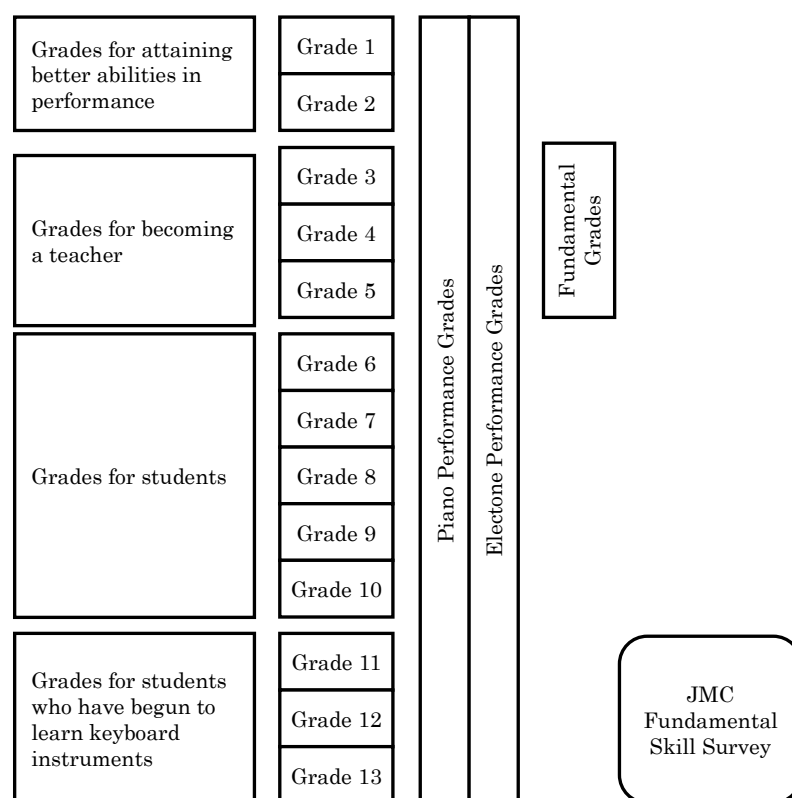 Grades for attaining
better abilities in
performance
Grade 1
Grade 2
Grades for becoming
a teacher
Grade 3
Grade 4
Grade 5
Grades for students
Grade 6
Grade 7
Grade 8
Grade 9
Grade 10
Grades for students
who have begun to
learn keyboard
instruments
Grade 11
Grade 12
Grade 13
Piano Performance Grades
Electone Performance Grades
Fundamental
Grades
JMC
Fundamental
Skill Survey